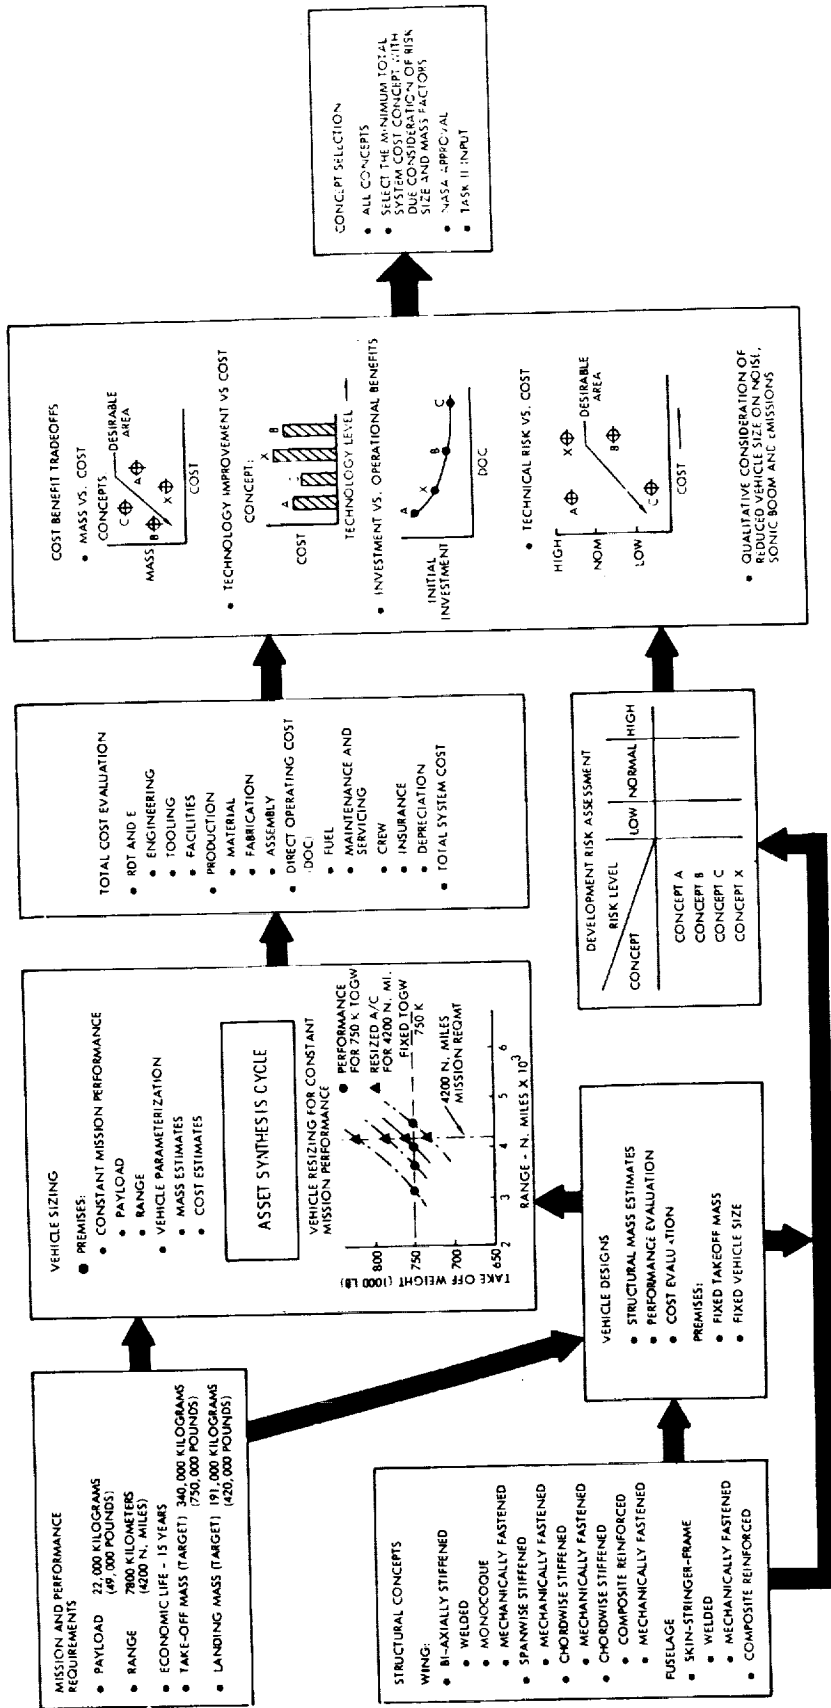 MISSION AND PERFORMANCE
REQUIREMENTS
• PAYLOAD 22,000 KILOGRAMS
(49,000 POUNDS)
• RANGE 7800 KILOMETERS
(4200 N. MILES)
• ECONOMIC LIFE - 15 YEARS
• TAKE-OFF MASS (TARGET) 340,000 KILOGRAMS
(750,000 POUNDS)
• LANDING MASS (TARGET) 191,000 KILOGRAMS
(420,000 POUNDS)
STRUCTURAL CONCEPTS
WING:
• BI-AXIALLY STIFFENED
• WELDED
• MONOCOQUE
• MECHANICALLY FASTENED
• SPANWISE STIFFENED
• MECHANICALLY FASTENED
• CHORDWISE STIFFENED
• MECHANICALLY FASTENED
• CHORDWISE STIFFENED
• COMPOSITE REINFORCED
• MECHANICALLY FASTENED
FUSELAGE
• SKIN-STRINGER-FRAME
• WELDED
• MECHANICALLY FASTENED
• COMPOSITE REINFORCED
VEHICLE SIZING
• PREMISES:
• CONSTANT MISSION PERFORMANCE
• PAYLOAD
• RANGE
• VEHICLE PARAMETERIZATION
• MASS ESTIMATES
• COST ESTIMATES
ASSET SYNTHESIS CYCLE
VEHICLE RESIZING FOR CONSTANT
MISSION PERFORMANCE
● PERFORMANCE
FOR 750 K TOGW
▲ RESIZED A/C
FOR 4200 N. MI.
FIXED TOGW
750 K
4200 N. MILES
MISSION REQMT
TAKE OFF WEIGHT (1000 LB)
800
750
700
650
2 3 4 5 6
RANGE - N. MILES X 10³
VEHICLE DESIGNS
• STRUCTURAL MASS ESTIMATES
• PERFORMANCE EVALUATION
• COST EVALUATION
PREMISES:
• FIXED TAKEOFF MASS
• FIXED VEHICLE SIZE
TOTAL COST EVALUATION
• RDT AND E
• ENGINEERING
• TOOLING
• FACILITIES
• PRODUCTION
• MATERIAL
• FABRICATION
• ASSEMBLY
• DIRECT OPERATING COST
DOC)
• FUEL
• MAINTENANCE AND
SERVICING
• CREW
• INSURANCE
• DEPRECIATION
• TOTAL SYSTEM COST
DEVELOPMENT RISK ASSESSMENT
RISK LEVEL
CONCEPT
LOW NORMAL HIGH
CONCEPT A
CONCEPT B
CONCEPT C
CONCEPT X
COST BENEFIT TRADEOFFS
• MASS VS. COST
CONCEPTS
DESIRABLE
AREA
MASS
C
A
B
X
COST
• TECHNOLOGY IMPROVEMENT VS COST
CONCEPT:
A X B
COST
TECHNOLOGY LEVEL
• INVESTMENT VS. OPERATIONAL BENEFITS
A
X
B
C
INITIAL
INVESTMENT
DOC
• TECHNICAL RISK VS. COST
HIGH
NOM
LOW
A
X
DESIRABLE
AREA
B
C
COST
• QUALITATIVE CONSIDERATION OF
REDUCED VEHICLE SIZE ON NOISE,
SONIC BOOM AND EMISSIONS
CONCEPT SELECTION
• ALL CONCEPTS
• SELECT THE MINIMUM TOTAL
SYSTEM COST CONCEPT WITH
DUE CONSIDERATION OF RISK
SIZE AND MASS FACTORS
• NASA APPROVAL
• TASK II INPUT